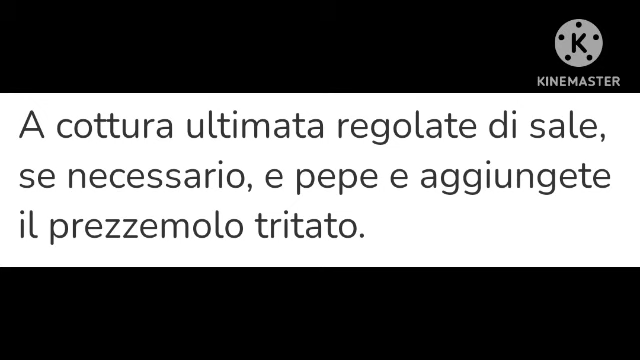 KINEMASTER
A cottura ultimata regolate di sale,
se necessario, e pepe e aggiungete
il prezzemolo tritato.